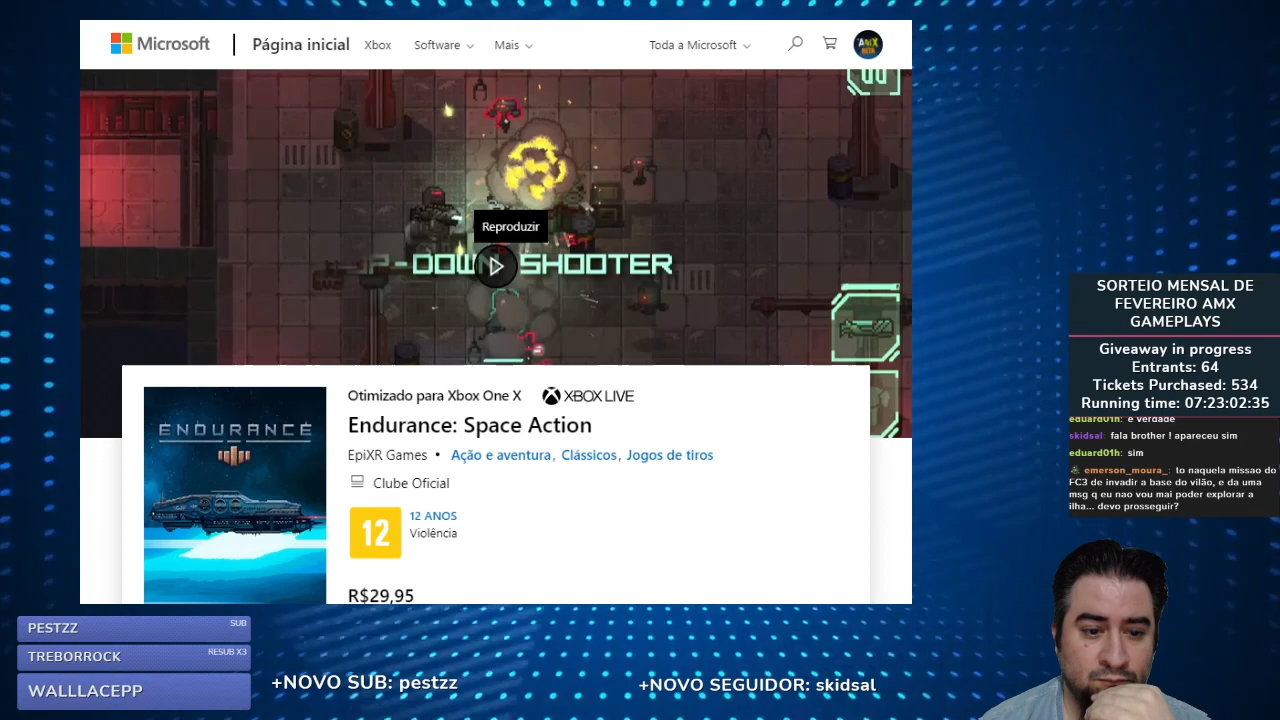 Microsoft
Página inicial
Xbox
Software
Mais
Toda a Microsoft
AMX
Reproduzir
P-DOWN SHOOTER
Otimizado para Xbox One X
XBOX LIVE
ENDURANCE
Endurance: Space Action
EpiXR Games • Ação e aventura, Clássicos, Jogos de tiros
Clube Oficial
12
12 ANOS
Violência
R$29,95
SORTEIO MENSAL DE
FEVEREIRO AMX
GAMEPLAYS
Giveaway in progress
Entrants: 64
Tickets Purchased: 534
Running time: 07:23:02:35
eduard01h: e verdade
skidsal: fala brother ! apareceu sim
eduard01h: sim
emerson_moura_: to naquela missao do
FC3 de invadir a base do vilão, e da uma
msg q eu nao vou mai poder explorar a
ilha... devo prosseguir?
PESTZZ SUB
TREBORROCK RESUB X3
WALLLACEPP
+NOVO SUB: pestzz
+NOVO SEGUIDOR: skidsal